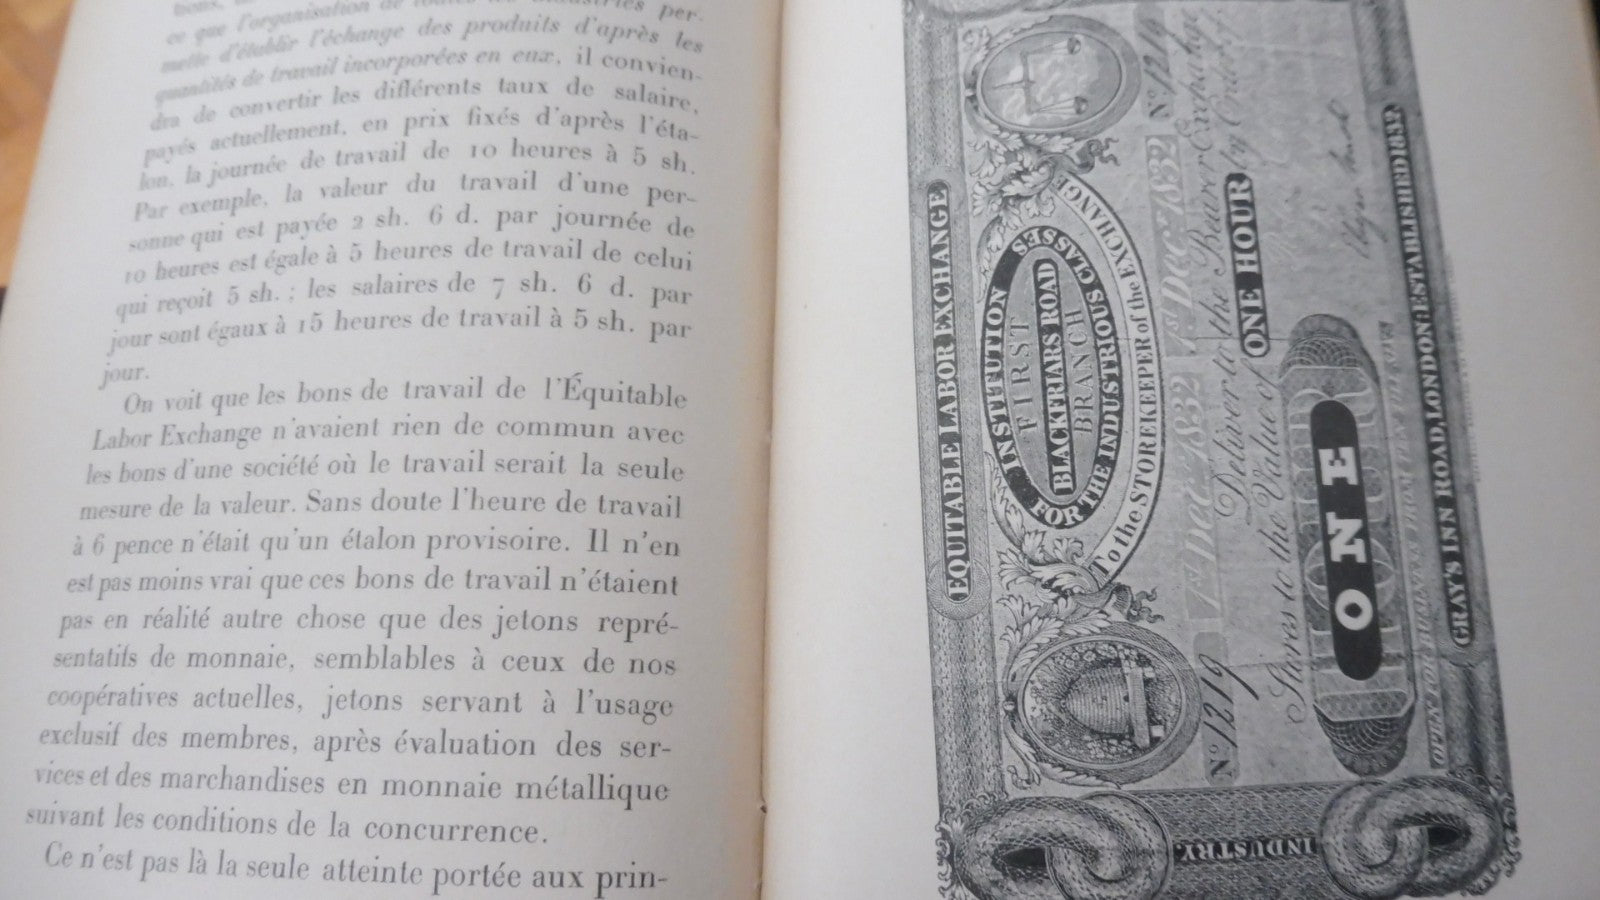 ce que l'organisation de toutes les industries per-
mette d'établir l'échange des produits d'après les
quantités de travail incorporées en eux, il convien-
dra de convertir les différents taux de salaire,
payés actuellement, en prix fixés d'après l'éta-
lon, la journée de travail de 10 heures à 5 sh.
Par exemple, la valeur du travail d'une per-
sonne qui est payée 2 sh. 6 d. par journée de
10 heures est égale à 5 heures de travail de celui
qui reçoit 5 sh. ; les salaires de 7 sh. 6 d. par
jour sont égaux à 15 heures de travail à 5 sh. par
jour.
On voit que les bons de travail de l'Équitable
Labor Exchange n'avaient rien de commun avec
les bons d'une société où le travail serait la seule
mesure de la valeur. Sans doute l'heure de travail
à 6 pence n'était qu'un étalon provisoire. Il n'en
est pas moins vrai que ces bons de travail n'étaient
pas en réalité autre chose que des jetons repré-
sentatifs de monnaie, semblables à ceux de nos
coopératives actuelles, jetons servant à l'usage
exclusif des membres, après évaluation des ser-
vices et des marchandises en monnaie métallique
suivant les conditions de la concurrence.
Ce n'est pas là la seule atteinte portée aux prin-
EQUITABLE LABOR EXCHANGE
INSTITUTION
FIRST
BLACKFRIARS ROAD
BRANCH
FOR THE INDUSTRIOUS CLASSES
To the STOREKEEPER of the EXCHANGE
1st Dec. 1832 1st Dec. 1832
No. 1219 No. 1219
Deliver to the Bearer Exchange
Stores to the Value of ONE HOUR by Order of
ONE
GRAY'S INN ROAD, LONDON: ESTABLISHED 1832
INDUSTRY.